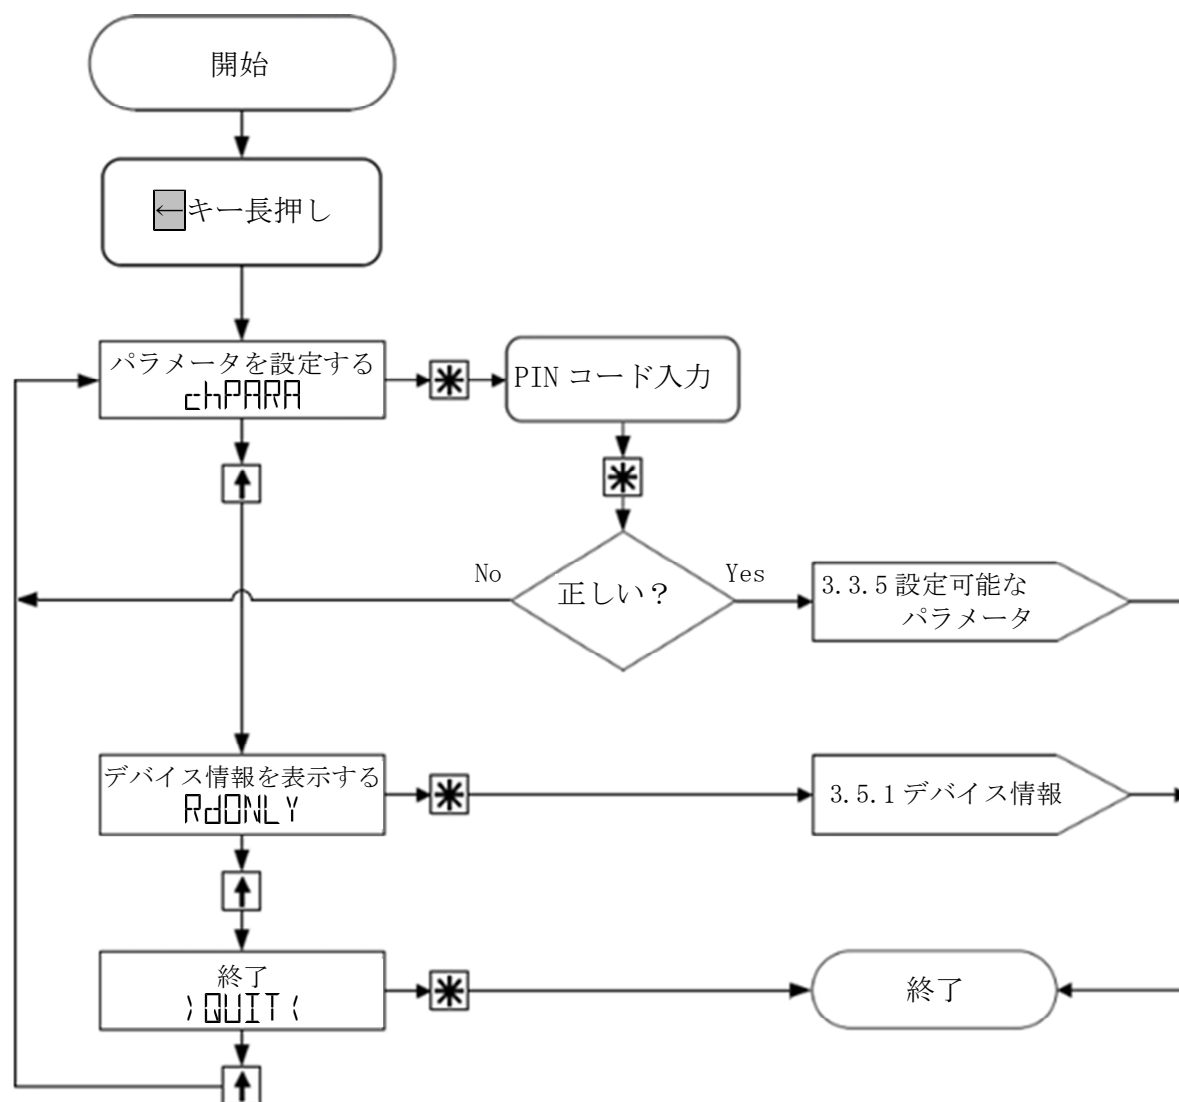 開始
←キー長押し
パラメータを設定する
chPARA
PIN コード入力
No
正しい？
Yes
3.3.5 設定可能な
パラメータ
デバイス情報を表示する
RdONLY
3.5.1 デバイス情報
終了
〉QUIT〈
終了